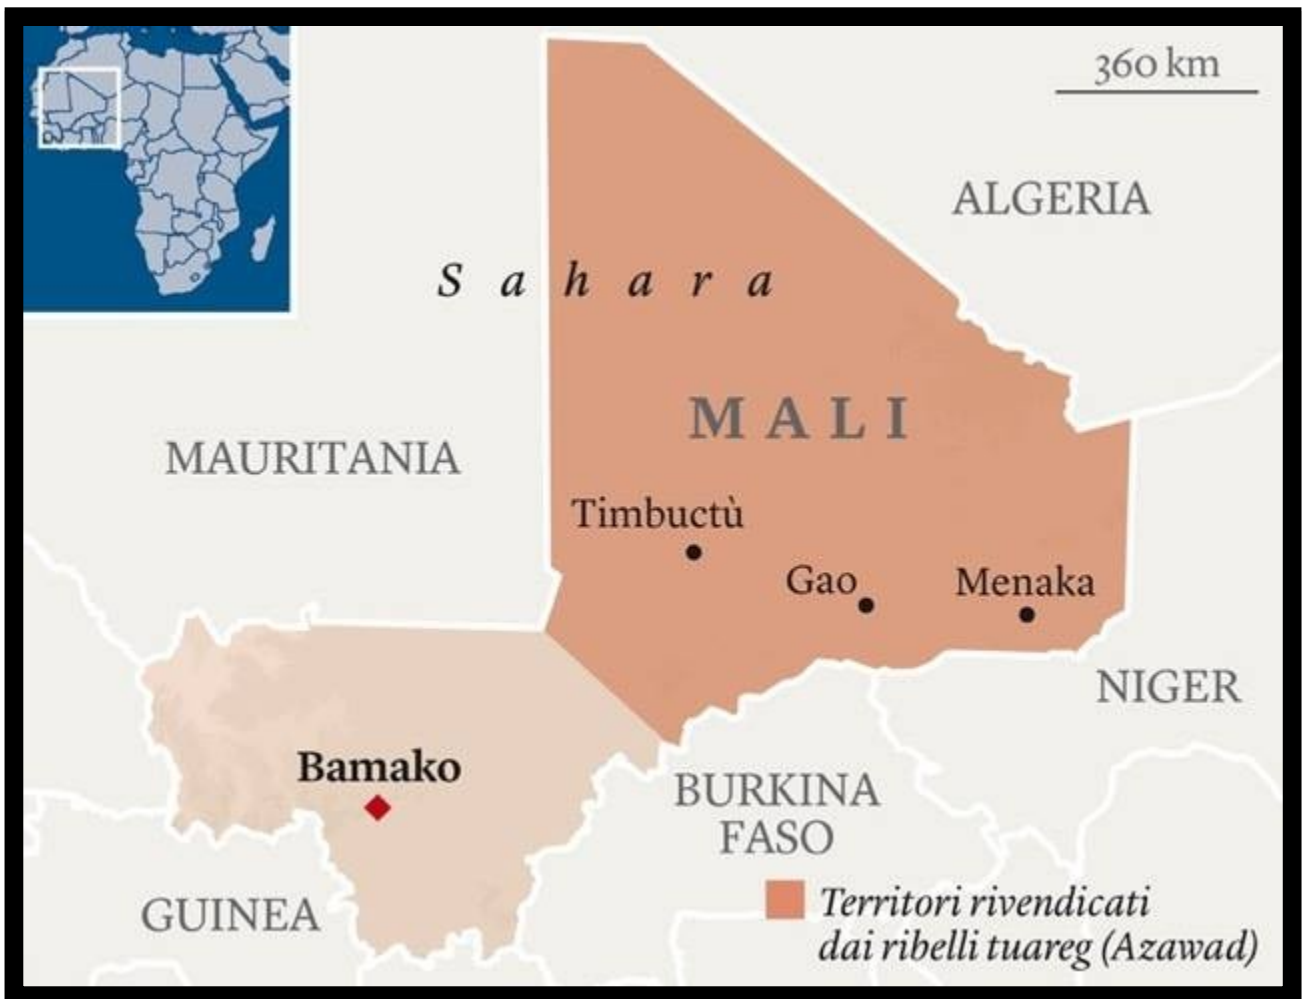 360 km
ALGERIA
Sahara
MALI
MAURITANIA
Timbuctù
Gao
Menaka
NIGER
Bamako
BURKINA
FASO
GUINEA
Territori rivendicati
dai ribelli tuareg (Azawad)